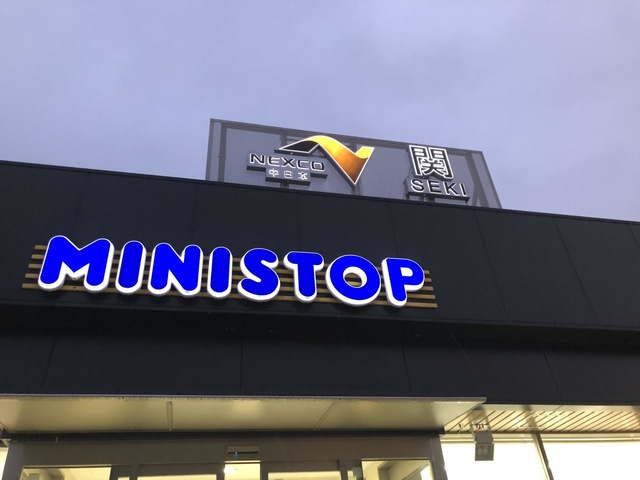 NEXCO
中日本
関
SEKI
MINISTOP